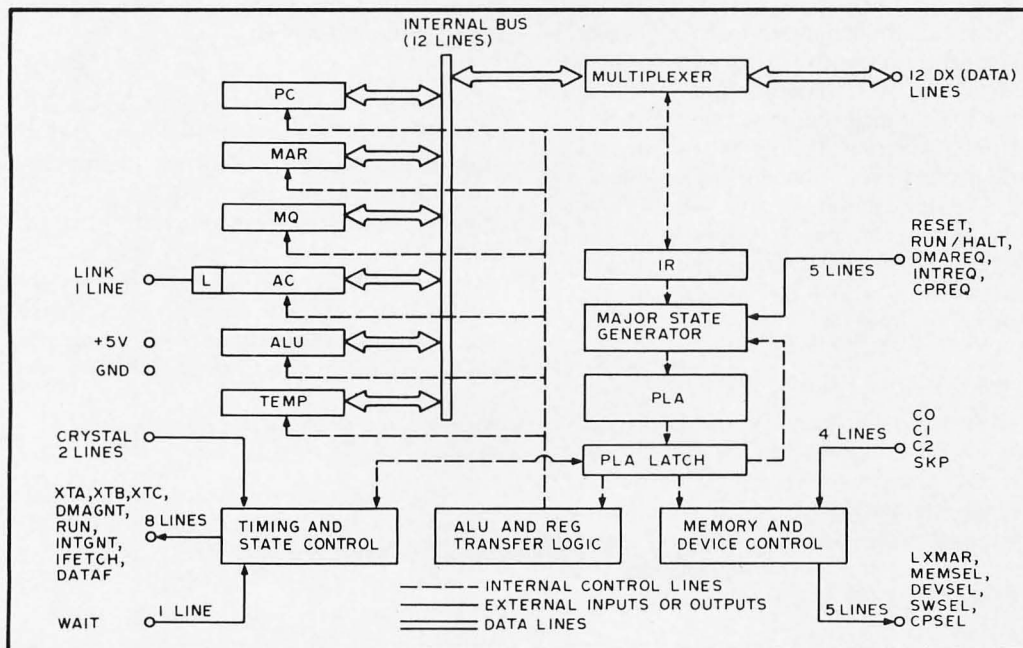 INTERNAL BUS
(12 LINES)
PC
MULTIPLEXER
12 DX (DATA)
LINES
MAR
MQ
RESET,
RUN/HALT
DMAREQ,
INTREQ,
CPREQ
5 LINES
LINK
1 LINE
L
AC
IR
MAJOR STATE
GENERATOR
+5V
GND
ALU
TEMP
PLA
CRYSTAL
2 LINES
C0
C1
C2
SKP
4 LINES
PLA LATCH
XTA,XTB,XTC,
DMAGNT,
RUN,
INTGNT,
IFETCH,
DATAF
8 LINES
TIMING AND
STATE CONTROL
ALU AND REG
TRANSFER LOGIC
MEMORY AND
DEVICE CONTROL
LXMAR,
MEMSEL,
DEVSEL,
SWSEL,
CPSEL
5 LINES
WAIT
1 LINE
INTERNAL CONTROL LINES
EXTERNAL INPUTS OR OUTPUTS
DATA LINES